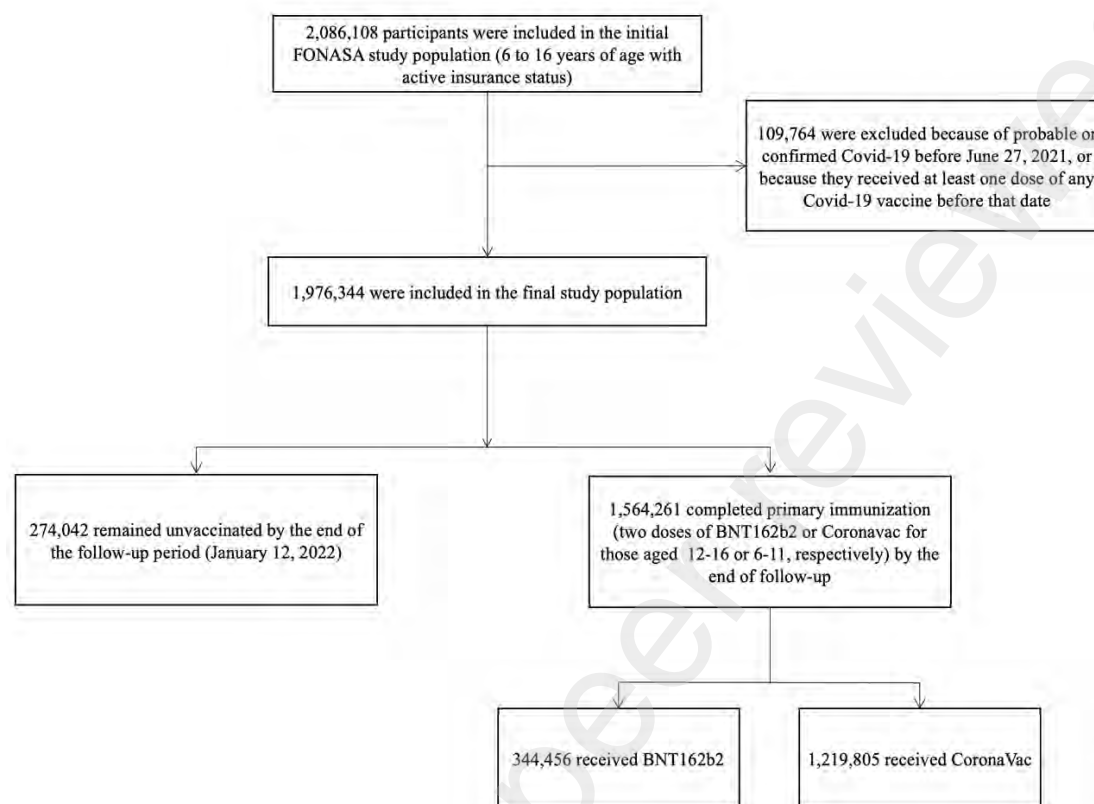 2,086,108 participants were included in the initial
FONASA study population (6 to 16 years of age with
active insurance status)
109,764 were excluded because of probable or
confirmed Covid-19 before June 27, 2021, or
because they received at least one dose of any
Covid-19 vaccine before that date
1,976,344 were included in the final study population
274,042 remained unvaccinated by the end of
the follow-up period (January 12, 2022)
1,564,261 completed primary immunization
(two doses of BNT162b2 or Coronavac for
those aged 12-16 or 6-11, respectively) by the
end of follow-up
344,456 received BNT162b2
1,219,805 received CoronaVac
peer reviewe